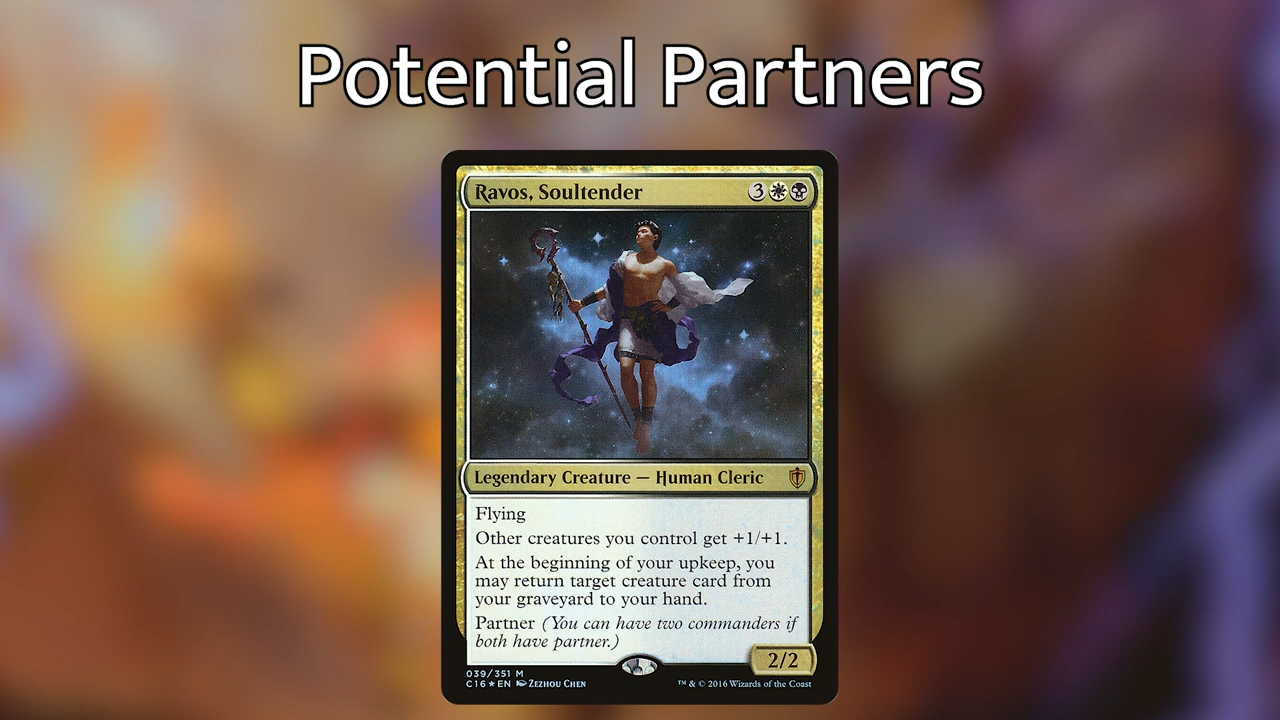 Potential Partners
Ravos, Soultender 3
Legendary Creature — Human Cleric
Flying
Other creatures you control get +1/+1.
At the beginning of your upkeep, you
may return target creature card from
your graveyard to your hand.
Partner (You can have two commanders if
both have partner.)
2/2
039/351 M
C16★EN Zezhou Chen
™ & © 2016 Wizards of the Coast